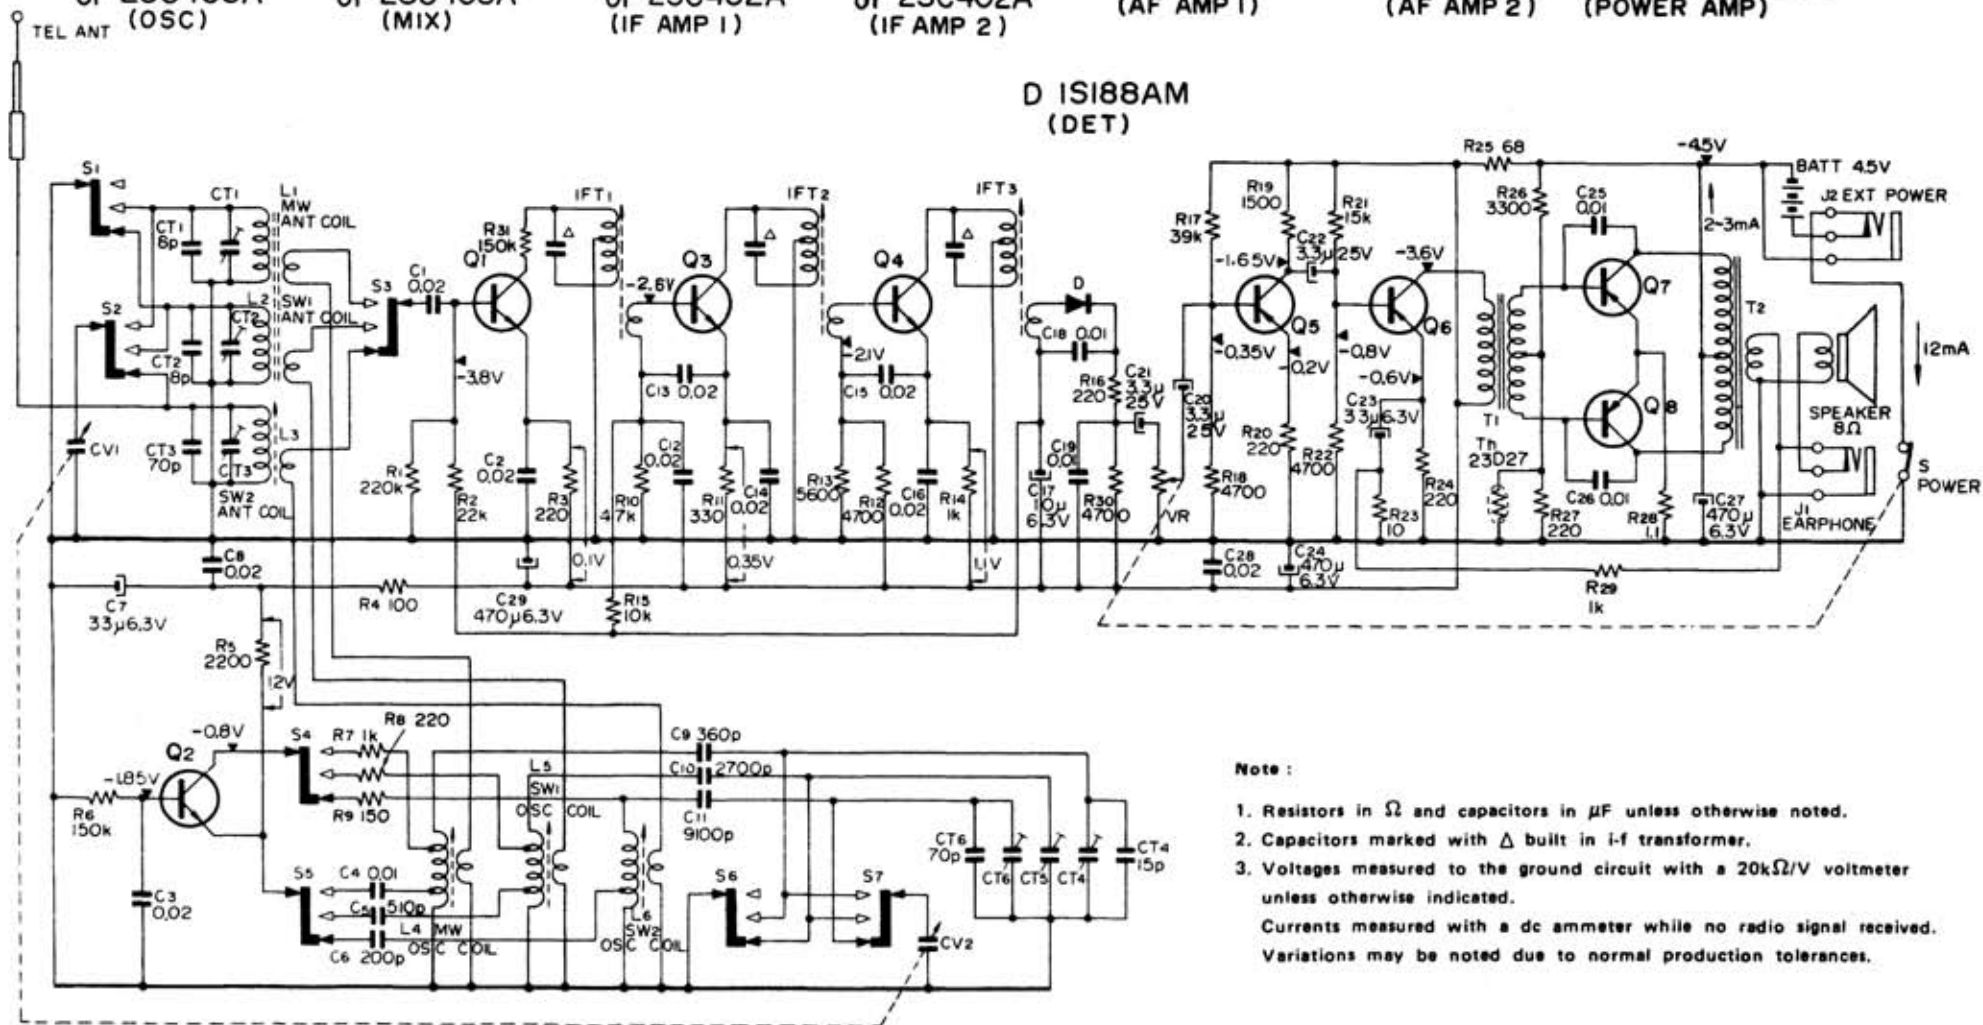 TEL ANT
(OSC)
(MIX)
(IF AMP 1)
(IF AMP 2)
(AF AMP 1)
(AF AMP 2)
(POWER AMP)
D 1S188AM
(DET)
S1
CT1
CT1
8p
L1
MW
ANT COIL
S2
CT2
8p
L2
CT2
SW1
ANT COIL
CV1
CT3
70p
CT3
L3
SW2
ANT COIL
S3
C1
0.02
Q1
R31
150k
IFT1
Δ
-3.8V
R1
220k
R2
22k
C2
0.02
R3
220
0.1V
-2.6V
Q3
IFT2
Δ
C13 0.02
R10
47k
C12
0.02
R11
330
C14
0.02
0.35V
Q4
IFT3
Δ
-2.1V
C15 0.02
R13
5600
R12
4700
C16
0.02
R14
1k
1.1V
D
C18 0.01
R16
220
C21
3.3μ
25V
C17
10μ
6.3V
C19
0.01
R30
4700
VR
C20
3.3μ
25V
R17
39k
R19
1500
R21
15k
C22
3.3μ25V
-1.65V
Q5
-0.35V
-0.2V
R18
4700
R20
220
R22
4700
C28
0.02
C24
470μ
6.3V
-3.6V
Q6
-0.8V
-0.6V
C23
33μ6.3V
R23
10
R24
220
R25 68
R26
3300
T1
Th
23D27
R27
220
C25
0.01
Q7
Q8
C26 0.01
R28
1.1
-4.5V
2-3mA
T2
C27
470μ
6.3V
BATT 4.5V
J2 EXT POWER
12mA
SPEAKER
8Ω
J1
EARPHONE
S
POWER
R29
1k
C8
0.02
C7
33μ6.3V
R4 100
C29
470μ6.3V
R15
10k
R5
2200
1.2V
Q2
-0.8V
-1.85V
R6
150k
C3
0.02
S4
R7 1k
R8 220
R9 150
S5
C4 0.01
C5 510p
C6 200p
L4 MW
OSC COIL
L5
SW1
OSC COIL
L6
SW2
OSC COIL
C9 360p
C10 2700p
C11
9100p
S6
S7
CV2
CT6
70p
CT6
CT5
CT4
CT4
15p
Note :
1. Resistors in Ω and capacitors in μF unless otherwise noted.
2. Capacitors marked with Δ built in i-f transformer.
3. Voltages measured to the ground circuit with a 20kΩ/V voltmeter
unless otherwise indicated.
Currents measured with a dc ammeter while no radio signal received.
Variations may be noted due to normal production tolerances.